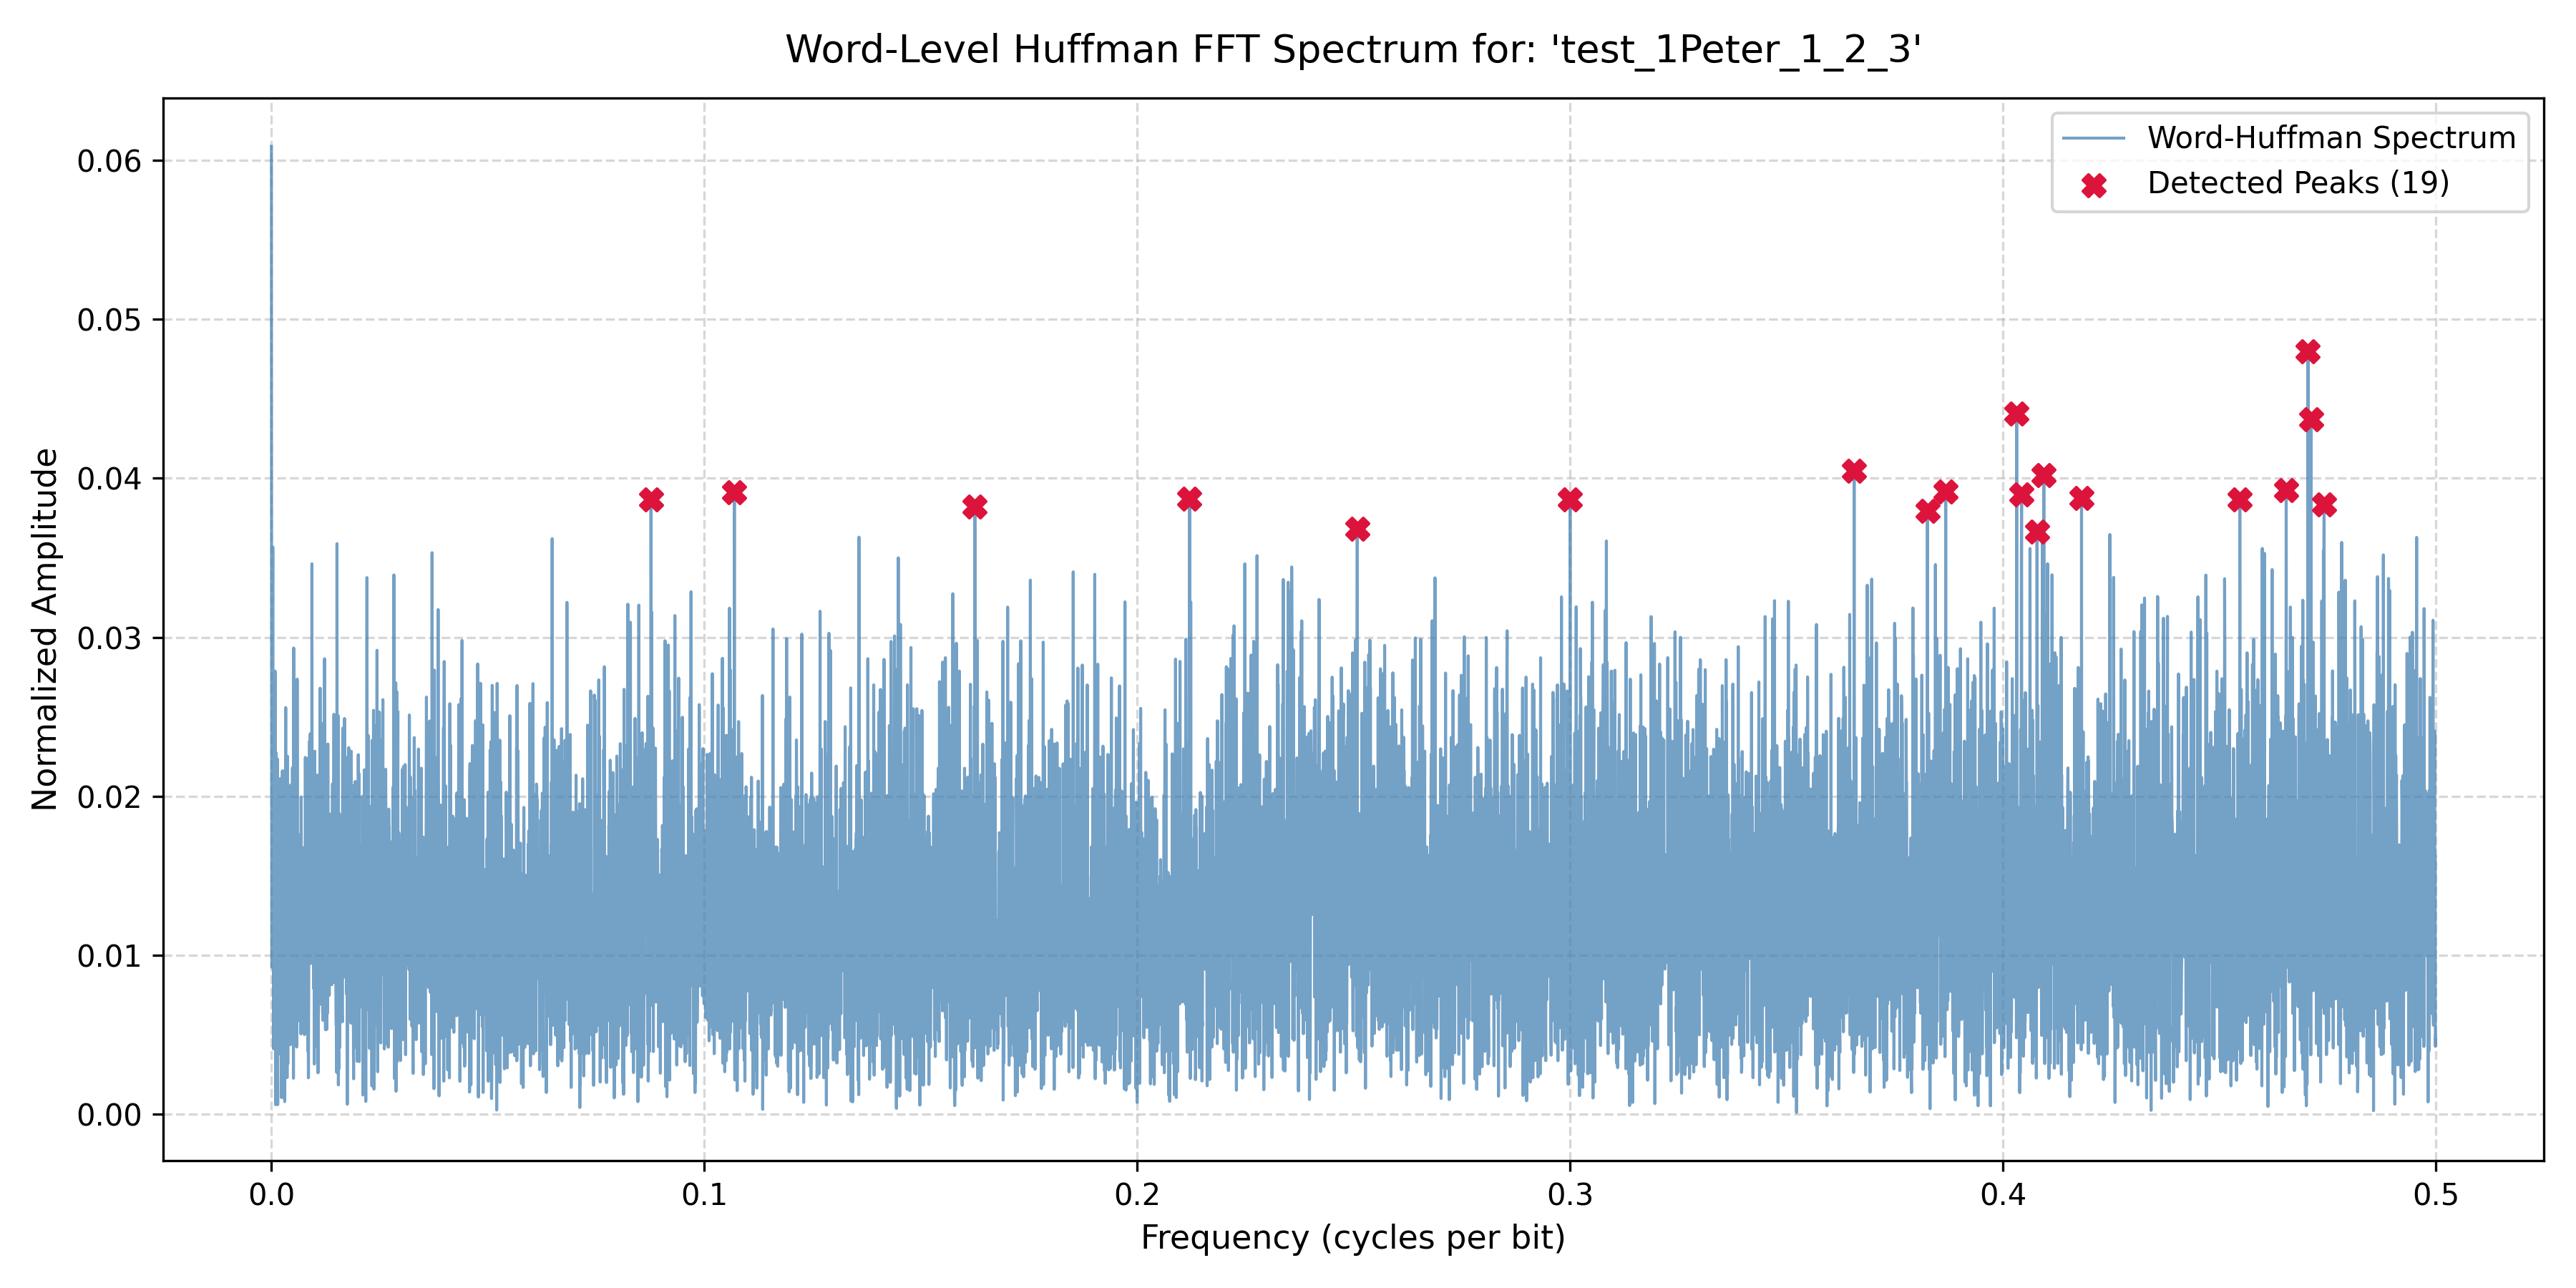 Word-Level Huffman FFT Spectrum for: 'test_1Peter_1_2_3'
Word-Huffman Spectrum
Detected Peaks (19)
Normalized Amplitude
0.06
0.05
0.04
0.03
0.02
0.01
0.00
0.0 0.1 0.2 0.3 0.4 0.5
Frequency (cycles per bit)